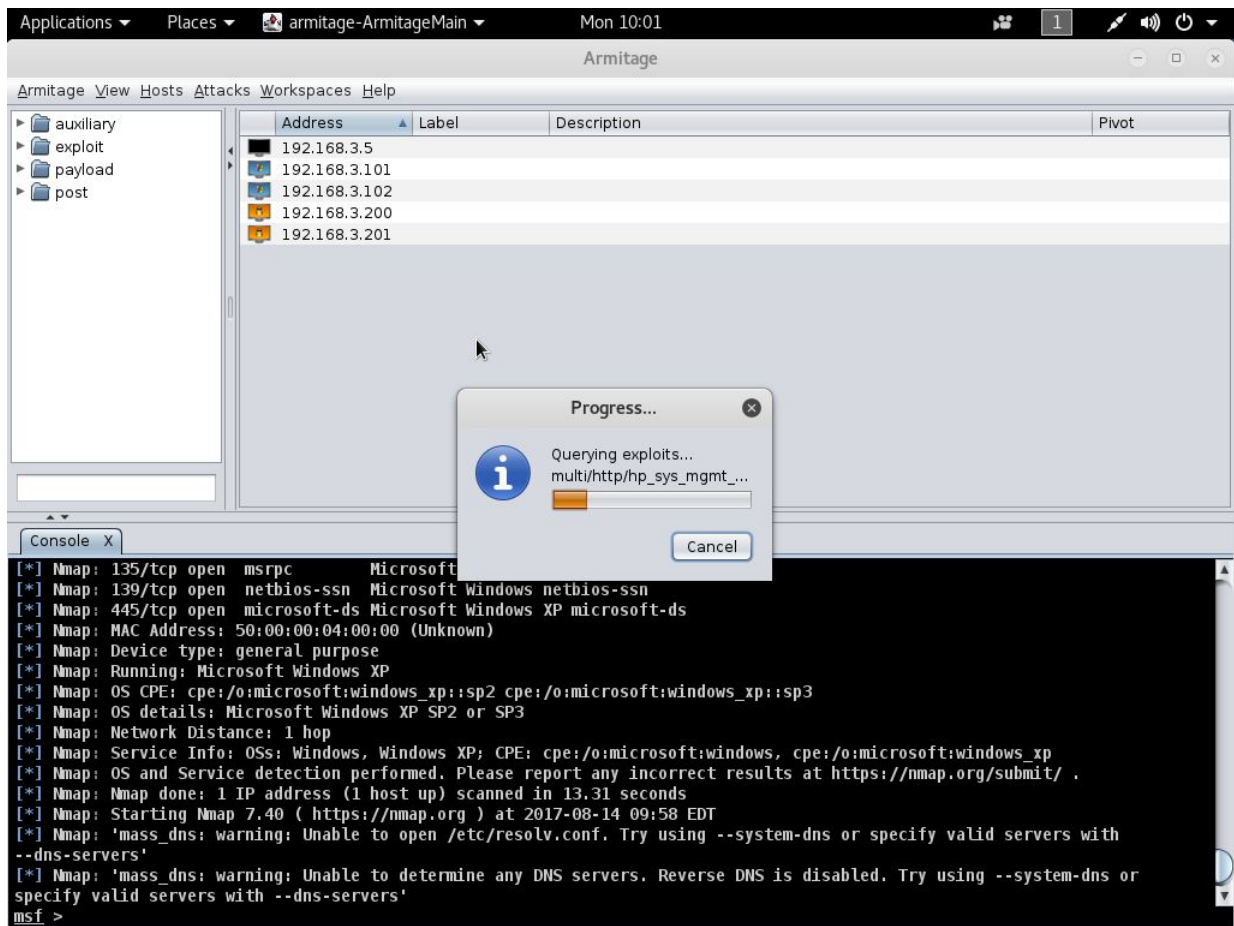 Applications Places armitage-ArmitageMain Mon 10:01 1
Armitage
Armitage View Hosts Attacks Workspaces Help
auxiliary
exploit
payload
post
Address Label Description Pivot
192.168.3.5
192.168.3.101
192.168.3.102
192.168.3.200
192.168.3.201
Progress...
Querying exploits...
multi/http/hp_sys_mgmt_...
Cancel
Console X
[*] Nmap: 135/tcp open  msrpc        Microsoft
[*] Nmap: 139/tcp open  netbios-ssn  Microsoft Windows netbios-ssn
[*] Nmap: 445/tcp open  microsoft-ds Microsoft Windows XP microsoft-ds
[*] Nmap: MAC Address: 50:00:00:04:00:00 (Unknown)
[*] Nmap: Device type: general purpose
[*] Nmap: Running: Microsoft Windows XP
[*] Nmap: OS CPE: cpe:/o:microsoft:windows_xp::sp2 cpe:/o:microsoft:windows_xp::sp3
[*] Nmap: OS details: Microsoft Windows XP SP2 or SP3
[*] Nmap: Network Distance: 1 hop
[*] Nmap: Service Info: OSs: Windows, Windows XP; CPE: cpe:/o:microsoft:windows, cpe:/o:microsoft:windows_xp
[*] Nmap: OS and Service detection performed. Please report any incorrect results at https://nmap.org/submit/ .
[*] Nmap: Nmap done: 1 IP address (1 host up) scanned in 13.31 seconds
[*] Nmap: Starting Nmap 7.40 ( https://nmap.org ) at 2017-08-14 09:58 EDT
[*] Nmap: 'mass_dns: warning: Unable to open /etc/resolv.conf. Try using --system-dns or specify valid servers with
--dns-servers'
[*] Nmap: 'mass_dns: warning: Unable to determine any DNS servers. Reverse DNS is disabled. Try using --system-dns or
specify valid servers with --dns-servers'
msf >